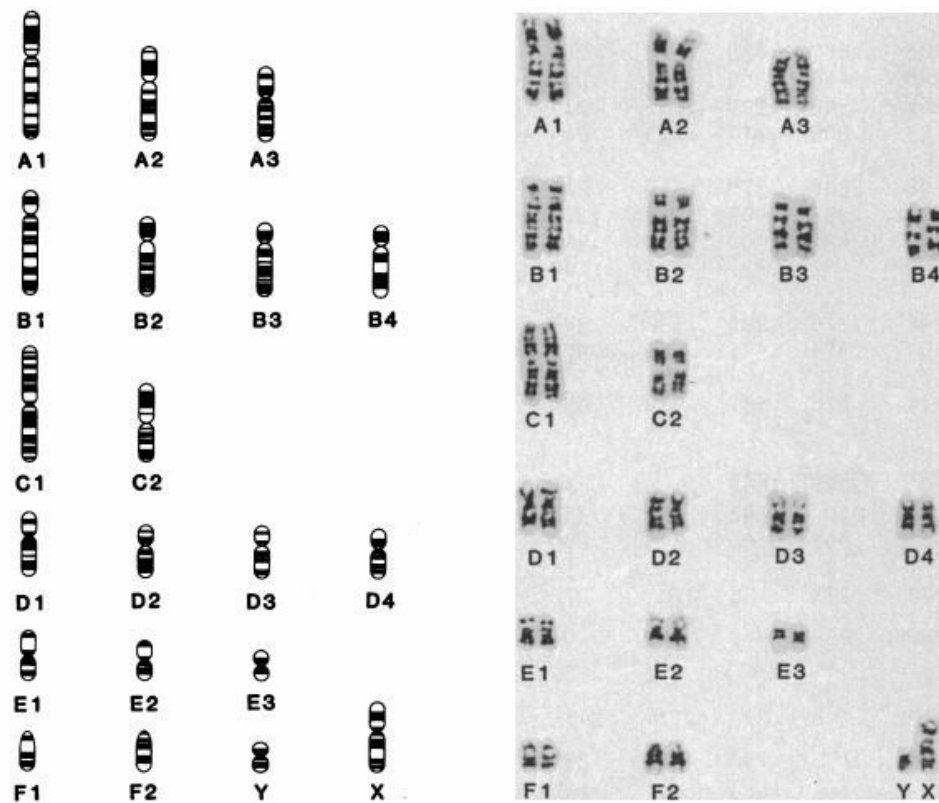 A1 A2 A3
B1 B2 B3 B4
C1 C2
D1 D2 D3 D4
E1 E2 E3
F1 F2 Y X
A1 A2 A3
B1 B2 B3 B4
C1 C2
D1 D2 D3 D4
E1 E2 E3
F1 F2 Y X